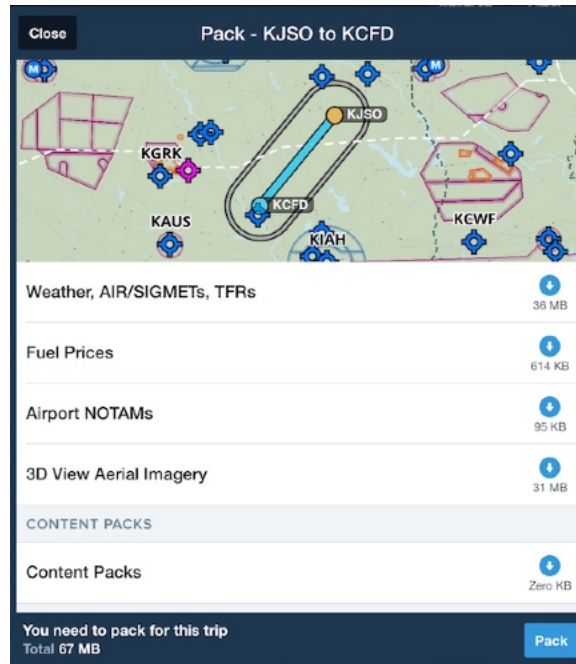 Close
Pack - KJSO to KCFD
M
M
KJSO
KGRK
KCFD
KAUS
KIAH
KCWF
Weather, AIR/SIGMETs, TFRs
36 MB
Fuel Prices
614 KB
Airport NOTAMs
95 KB
3D View Aerial Imagery
31 MB
CONTENT PACKS
Content Packs
Zero KB
You need to pack for this trip
Total 67 MB
Pack